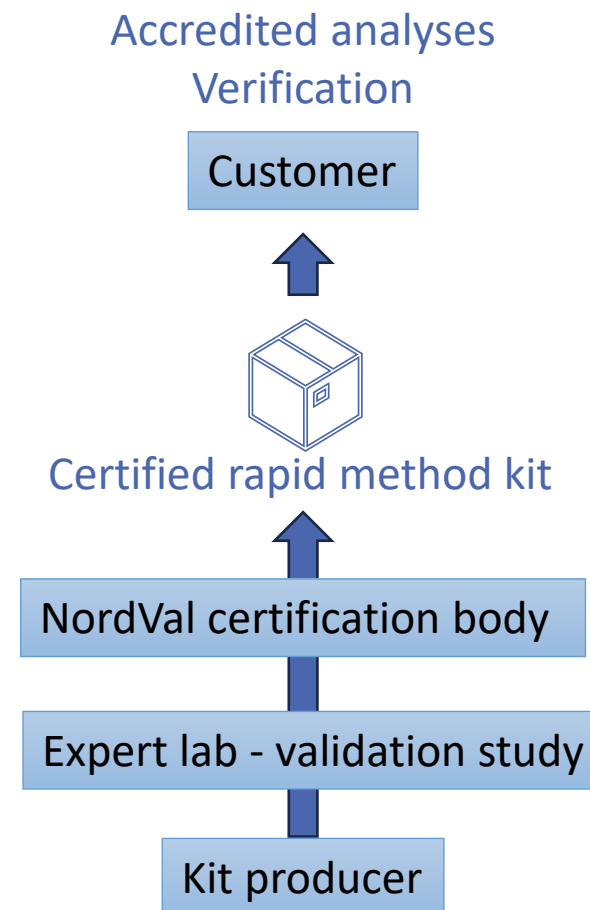 Accredited analyses
Verification
Customer
Certified rapid method kit
NordVal certification body
Expert lab - validation study
Kit producer